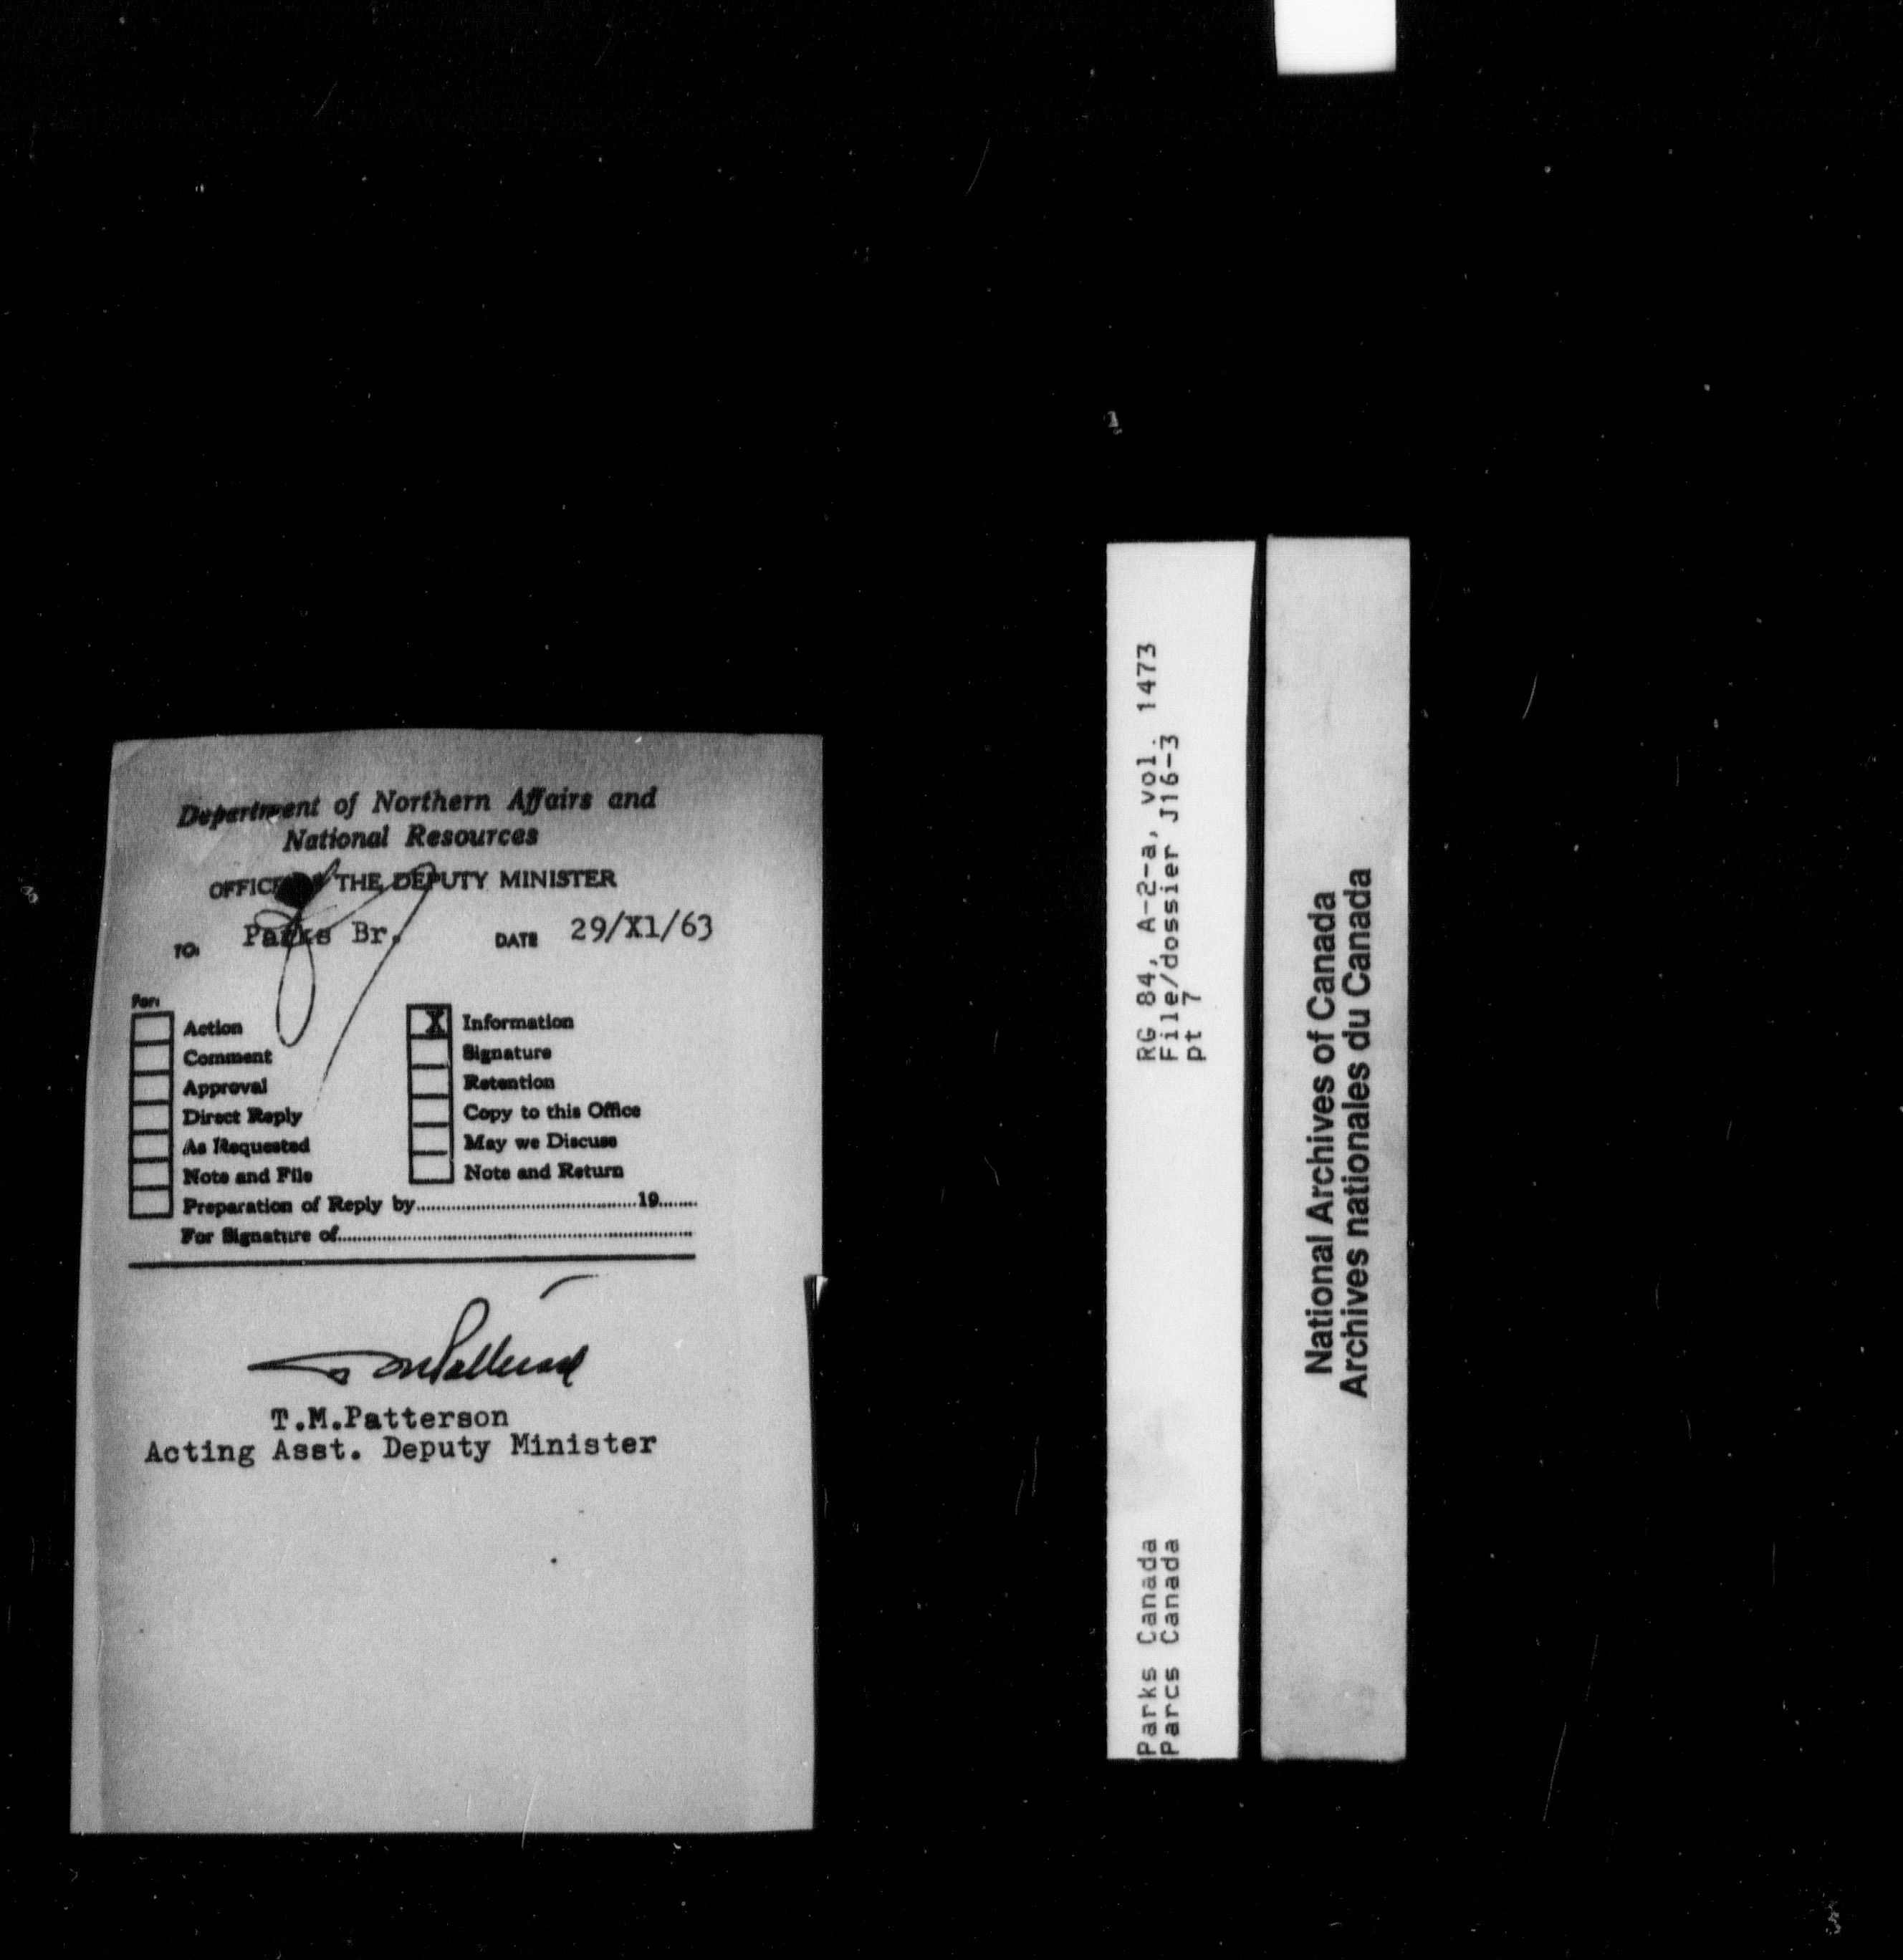 Department of Northern Affairs and
National Resources
OFFICE OF THE DEPUTY MINISTER
TO: Parks Br. DATE 29/X1/63
For:
Action
Comment
Approval
Direct Reply
As Requested
Note and File
X Information
Signature
Retention
Copy to this Office
May we Discuss
Note and Return
Preparation of Reply by........................................19.......
For Signature of................................................................
TMPatterson
T.M.Patterson
Acting Asst. Deputy Minister
RG 84, A-2-a, vol. 1473
File/dossier J16-3
pt 7
Parks Canada
Parcs Canada
National Archives of Canada
Archives nationales du Canada